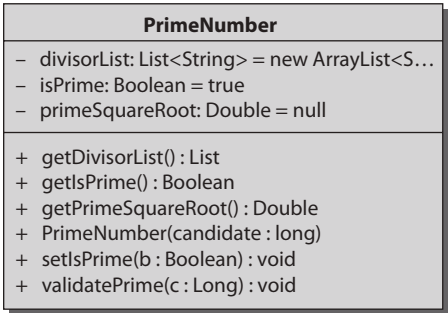 PrimeNumber
– divisorList: List<String> = new ArrayList<S…
– isPrime: Boolean = true
– primeSquareRoot: Double = null
+ getDivisorList() : List
+ getIsPrime() : Boolean
+ getPrimeSquareRoot() : Double
+ PrimeNumber(candidate : long)
+ setIsPrime(b : Boolean) : void
+ validatePrime(c : Long) : void